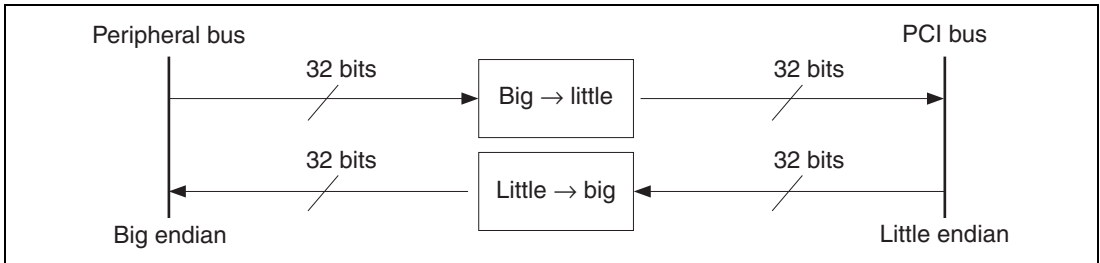 Peripheral bus
PCI bus
32 bits
32 bits
Big → little
32 bits
32 bits
Little → big
Big endian
Little endian